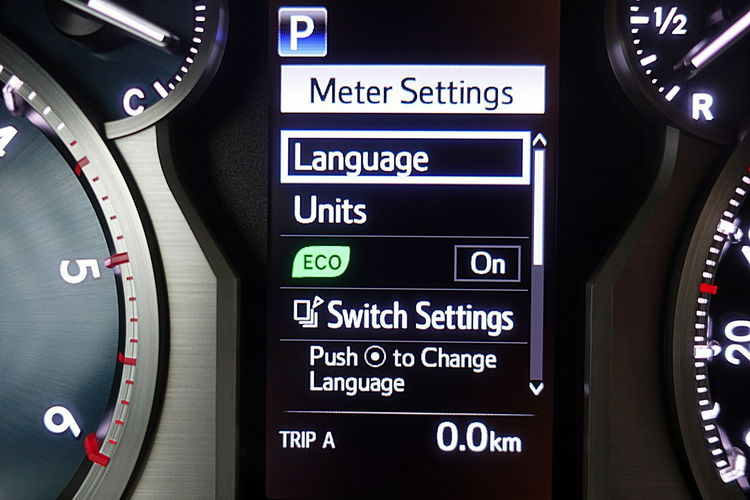 P
Meter Settings
Language
Units
ECO On
Switch Settings
Push to Change
Language
TRIP A 0.0km
C
4
5
6
1/2
R
20